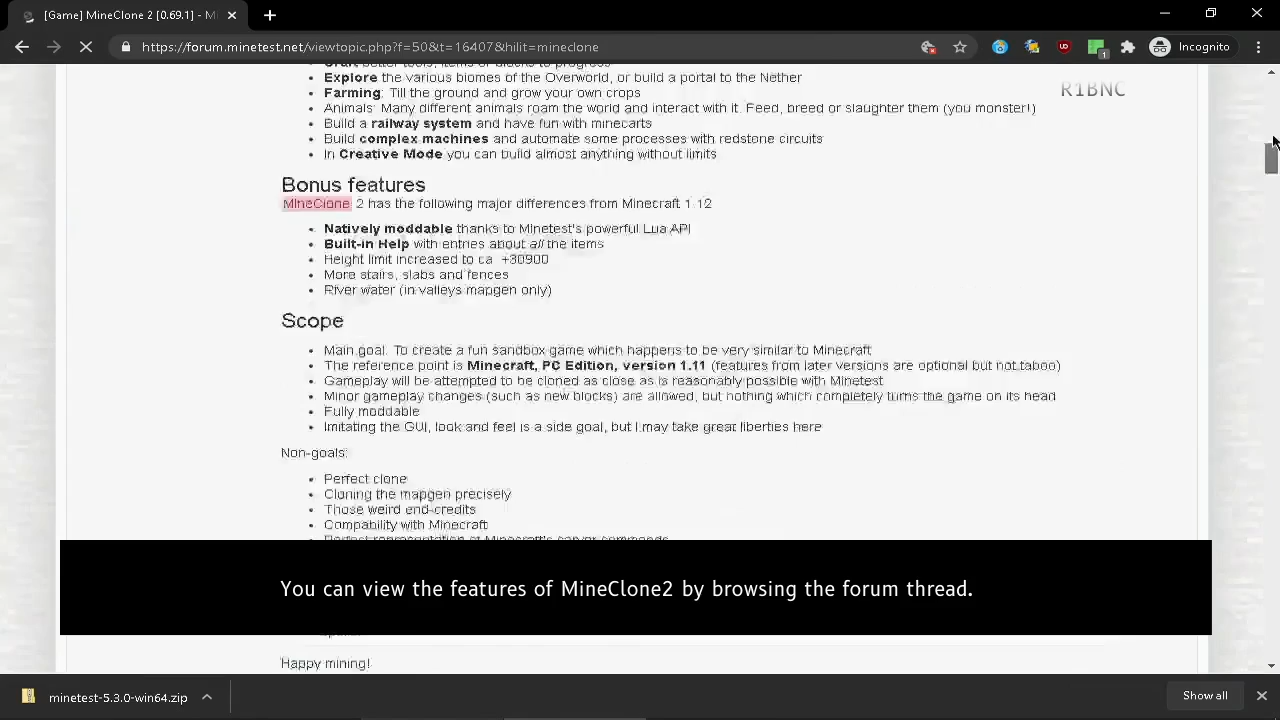 [Game] MineClone 2 [0.69.1] - Mi
https://forum.minetest.net/viewtopic.php?f=50&t=16407&hilit=mineclone
1
Incognito
R1BNC
Craft better tools, items or blocks to progress
Explore the various biomes of the Overworld, or build a portal to the Nether
Farming: Till the ground and grow your own crops
Animals: Many different animals roam the world and interact with it. Feed, breed or slaughter them (you monster!)
Build a railway system and have fun with minecarts
Build complex machines and automate some processes with redstone circuits
In Creative Mode you can build almost anything without limits
Bonus features
MineClone 2 has the following major differences from Minecraft 1.12
Natively moddable thanks to Minetest's powerful Lua API
Built-in Help with entries about all the items
Height limit increased to ca. +30900
More stairs, slabs and fences
River water (in valleys mapgen only)
Scope
Main goal: To create a fun sandbox game which happens to be very similar to Minecraft
The reference point is Minecraft, PC Edition, version 1.11 (features from later versions are optional but not taboo)
Gameplay will be attempted to be cloned as close as is reasonably possible with Minetest
Minor gameplay changes (such as new blocks) are allowed, but nothing which completely turns the game on its head
Fully moddable
Imitating the GUI, look and feel is a side goal, but I may take great liberties here
Non-goals:
Perfect clone
Cloning the mapgen precisely
Those weird end-credits
Compability with Minecraft
Perfect representation of Minecraft's server commands
You can view the features of MineClone2 by browsing the forum thread.
Happy mining!
minetest-5.3.0-win64.zip
Show all